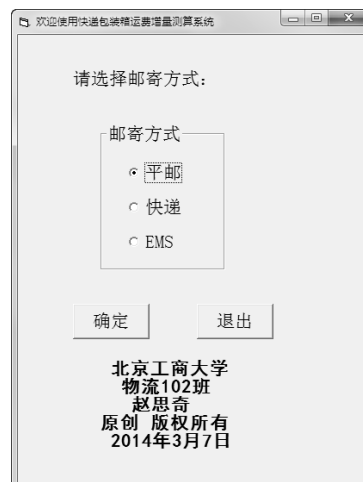 欢迎使用快递包装箱运费增量测算系统
请选择邮寄方式：
邮寄方式
平邮
快递
EMS
确定 退出
北京工商大学
物流102班
赵思奇
原创 版权所有
2014年3月7日